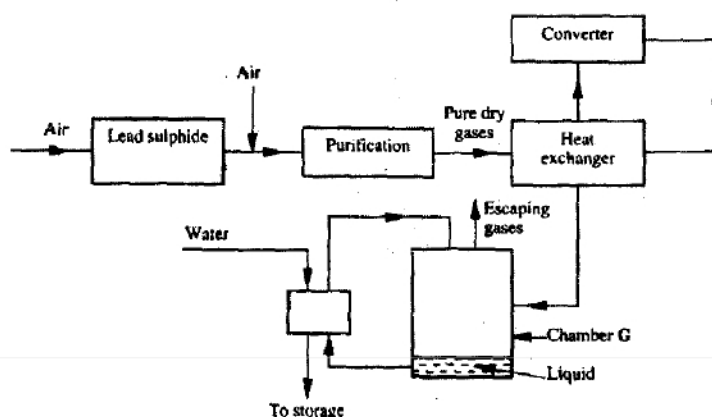 Converter
Air
Air
Lead sulphide
Purification
Pure dry
gases
Heat
exchanger
Escaping
gases
Water
Chamber G
Liquid
To storage